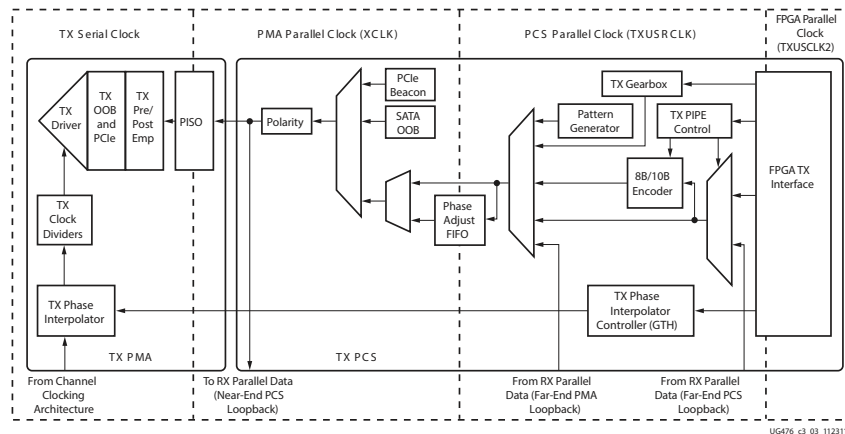 TX Serial Clock
PMA Parallel Clock (XCLK)
PCS Parallel Clock (TXUSRCLK)
FPGA Parallel
Clock
(TXUSCLK2)
TX
Driver
TX
OOB
and
PCIe
TX
Pre/
Post
Emp
PISO
Polarity
PCIe
Beacon
SATA
OOB
TX Gearbox
Pattern
Generator
TX PIPE
Control
8B/10B
Encoder
FPGA TX
Interface
Phase
Adjust
FIFO
TX
Clock
Dividers
TX Phase
Interpolator
TX Phase
Interpolator
Controller (GTH)
TX PMA
TX PCS
From Channel
Clocking
Architecture
To RX Parallel Data
(Near-End PCS
Loopback)
From RX Parallel
Data (Far-End PMA
Loopback)
From RX Parallel
Data (Far-End PCS
Loopback)